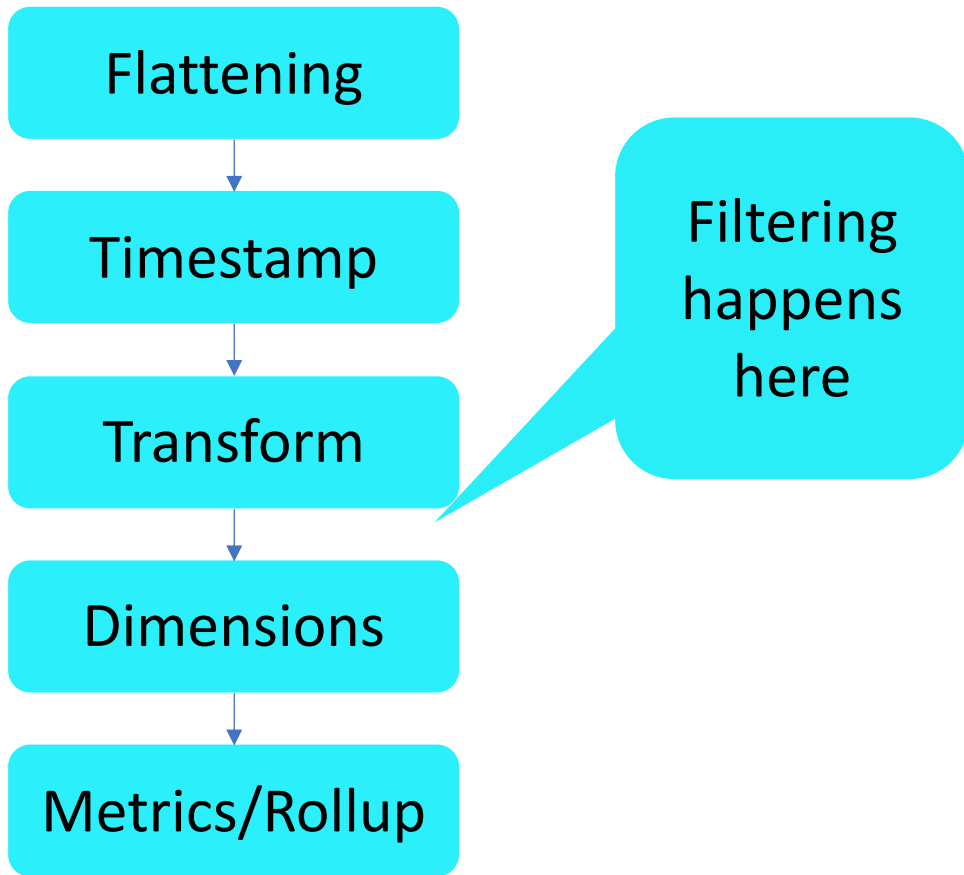 Flattening
Timestamp
Transform
Dimensions
Metrics/Rollup
Filtering
happens
here